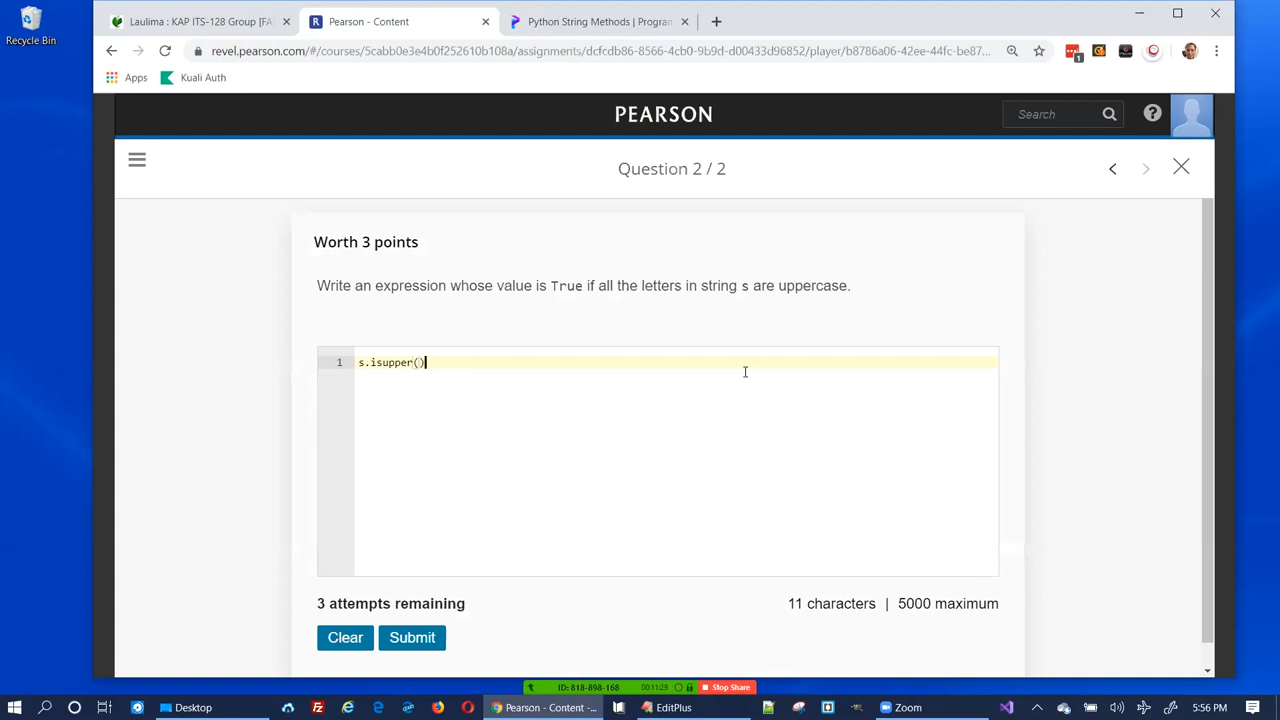 Recycle Bin
Laulima : KAP ITS-128 Group [FA
Pearson - Content
Python String Methods | Program
revel.pearson.com/#/courses/5cabb0e3e4b0f252610b108a/assignments/dcfcdb86-8566-4cb0-9b9d-d00433d96852/player/b8786a06-42ee-44fc-be87...
1
Apps
Kuali Auth
PEARSON
Search
Question 2 / 2
Worth 3 points
Write an expression whose value is True if all the letters in string s are uppercase.
1 s.isupper()
3 attempts remaining
11 characters | 5000 maximum
Clear
Submit
ID: 818-898-168
00:11:29
Stop Share
Desktop
Pearson - Content -...
EditPlus
Zoom
5:56 PM